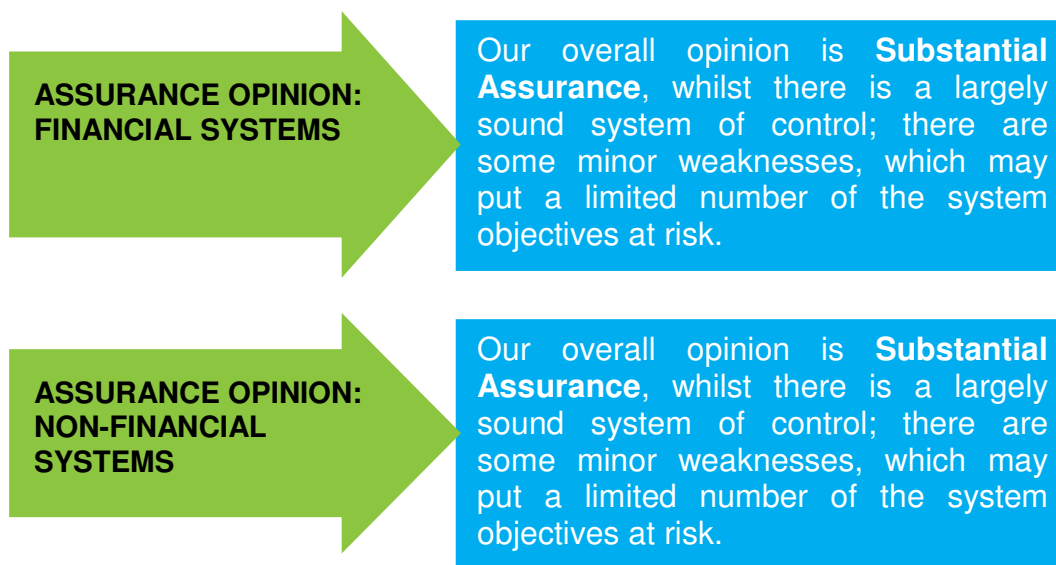 ASSURANCE OPINION:
FINANCIAL SYSTEMS
Our overall opinion is Substantial
Assurance, whilst there is a largely
sound system of control; there are
some minor weaknesses, which may
put a limited number of the system
objectives at risk.
ASSURANCE OPINION:
NON-FINANCIAL
SYSTEMS
Our overall opinion is Substantial
Assurance, whilst there is a largely
sound system of control; there are
some minor weaknesses, which may
put a limited number of the system
objectives at risk.